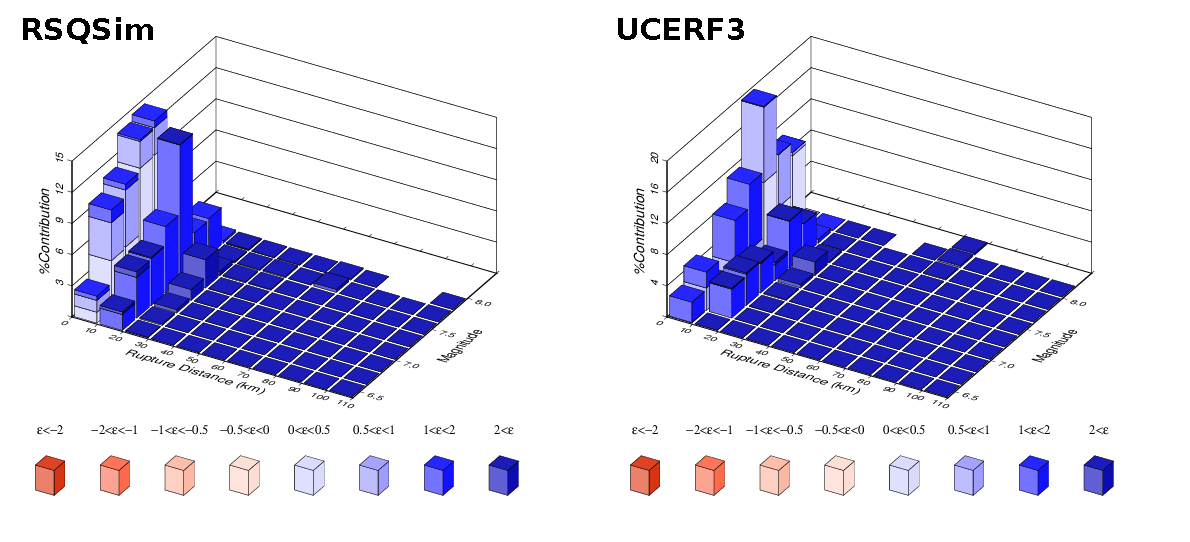 RSQSim
UCERF3
%Contribution
3
6
9
12
15
0
10
20
30
40
50
60
70
80
90
100
110
Rupture Distance (km)
6.5
7.0
7.5
8.0
Magnitude
%Contribution
4
8
12
16
20
0
10
20
30
40
50
60
70
80
90
100
110
Rupture Distance (km)
6.5
7.0
7.5
8.0
Magnitude
ε<−2
−2<ε<−1
−1<ε<−0.5
−0.5<ε<0
0<ε<0.5
0.5<ε<1
1<ε<2
2<ε
ε<−2
−2<ε<−1
−1<ε<−0.5
−0.5<ε<0
0<ε<0.5
0.5<ε<1
1<ε<2
2<ε